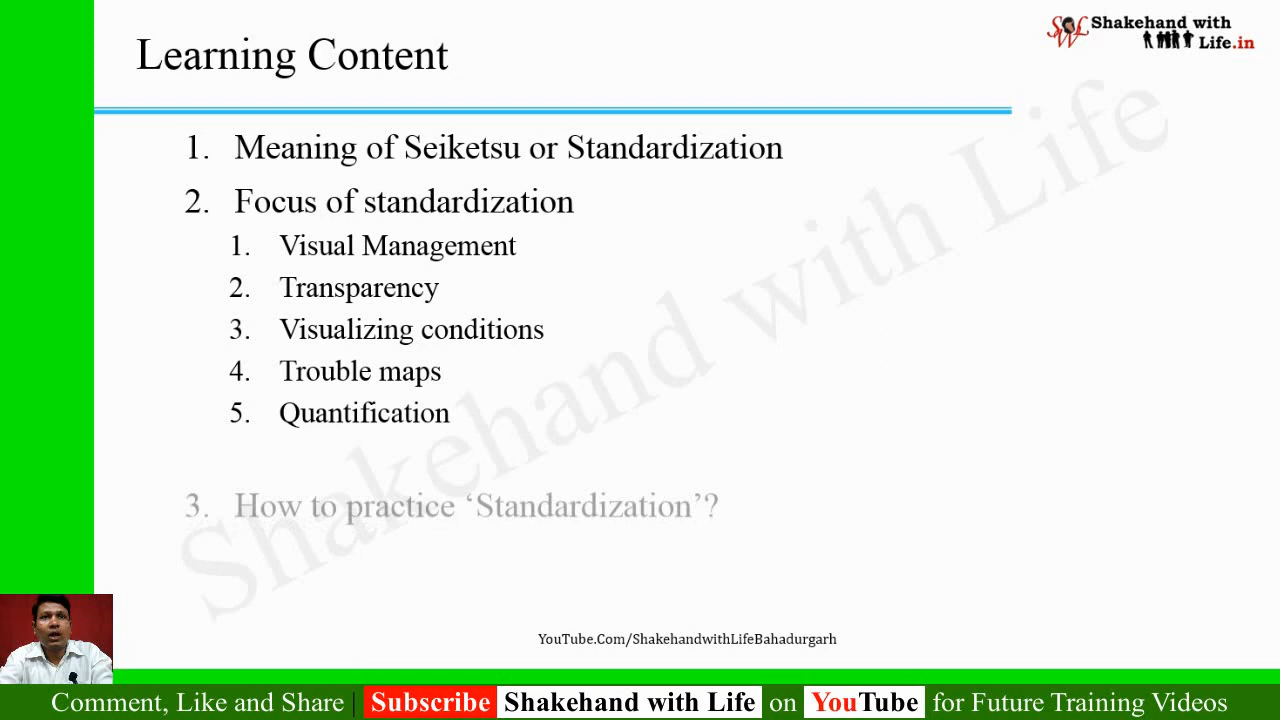 Learning Content
SWL Shakehand with
Life.in
1. Meaning of Seiketsu or Standardization
2. Focus of standardization
1. Visual Management
2. Transparency
3. Visualizing conditions
4. Trouble maps
5. Quantification
3. How to practice ‘Standardization’?
Shakehand with Life
YouTube.Com/ShakehandwithLifeBahadurgarh
Comment, Like and Share | Subscribe Shakehand with Life on YouTube for Future Training Videos